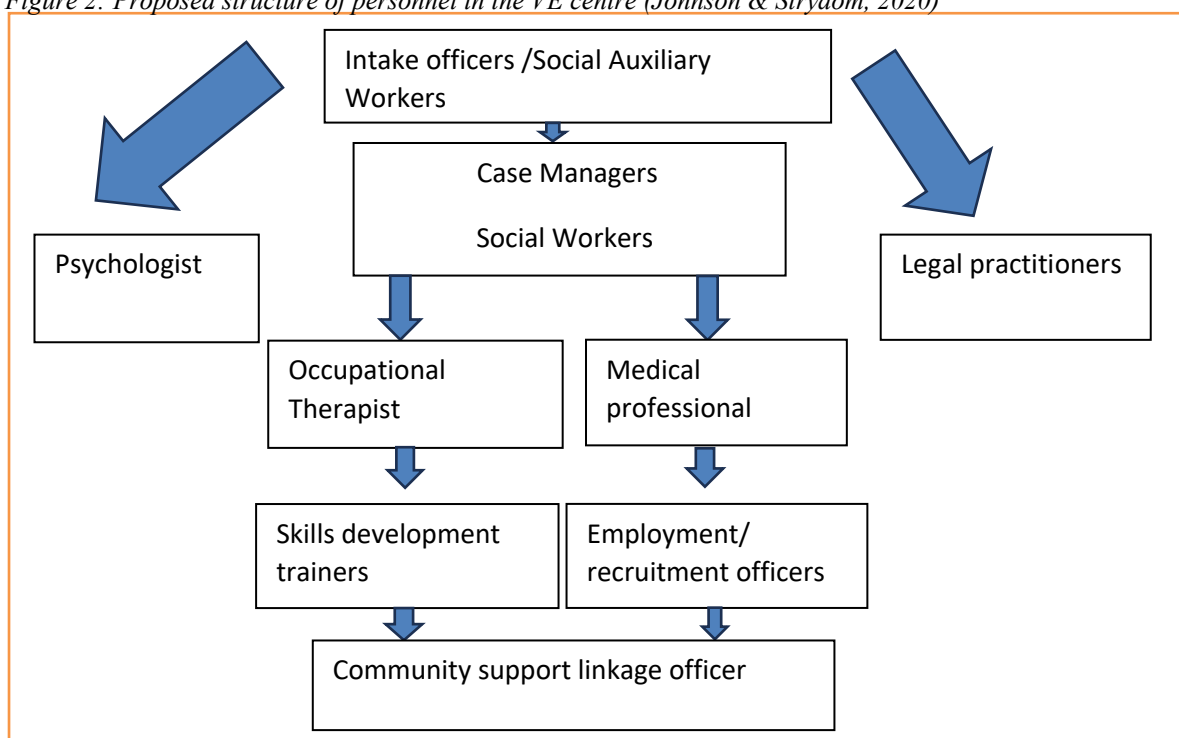 Figure 2: Proposed structure of personnel in the VE centre (Johnson & Strydom, 2020)
Intake officers /Social Auxiliary
Workers
Case Managers
Social Workers
Psychologist
Legal practitioners
Occupational
Therapist
Medical
professional
Skills development
trainers
Employment/
recruitment officers
Community support linkage officer